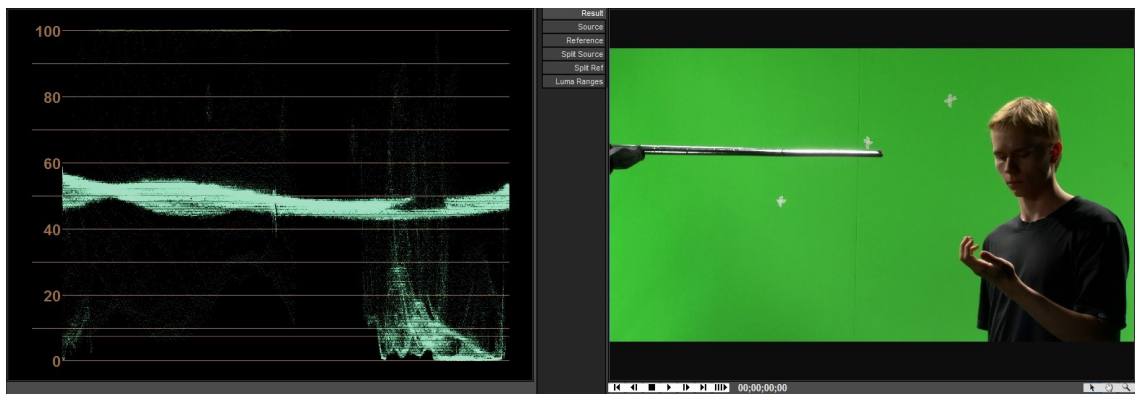 100
80
60
40
20
0
Result
Source
Reference
Split Source
Split Ref
Luma Ranges
00;00;00;00